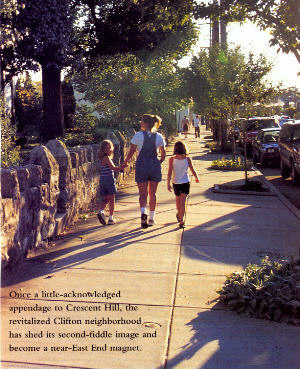 Once a little-acknowledged
appendage to Crescent Hill, the
revitalized Clifton neighborhood
has shed its second-fiddle image and
become a near-East End magnet.